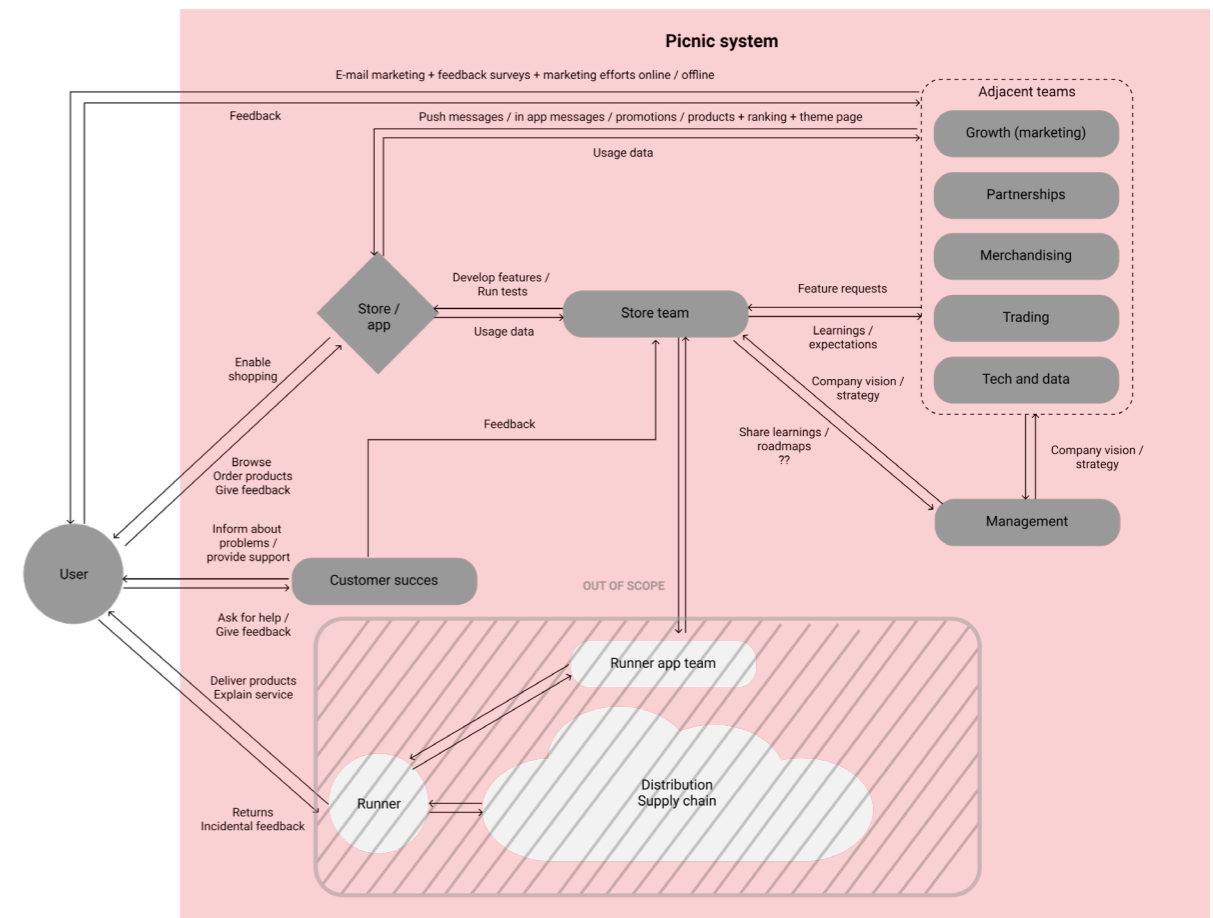 Picnic system
E-mail marketing + feedback surveys + marketing efforts online / offline
Feedback
Adjacent teams
Push messages / in app messages / promotions / products + ranking + theme page
Usage data
Growth (marketing)
Partnerships
Merchandising
Trading
Tech and data
Develop features /
Run tests
Store /
app
Usage data
Store team
Feature requests
Learnings /
expectations
Enable
shopping
Company vision /
strategy
Feedback
Share learnings /
roadmaps
??
Company vision /
strategy
Browse
Order products
Give feedback
Management
Inform about
problems /
provide support
User
Customer succes
OUT OF SCOPE
Ask for help /
Give feedback
Runner app team
Deliver products
Explain service
Distribution
Supply chain
Runner
Returns
Incidental feedback